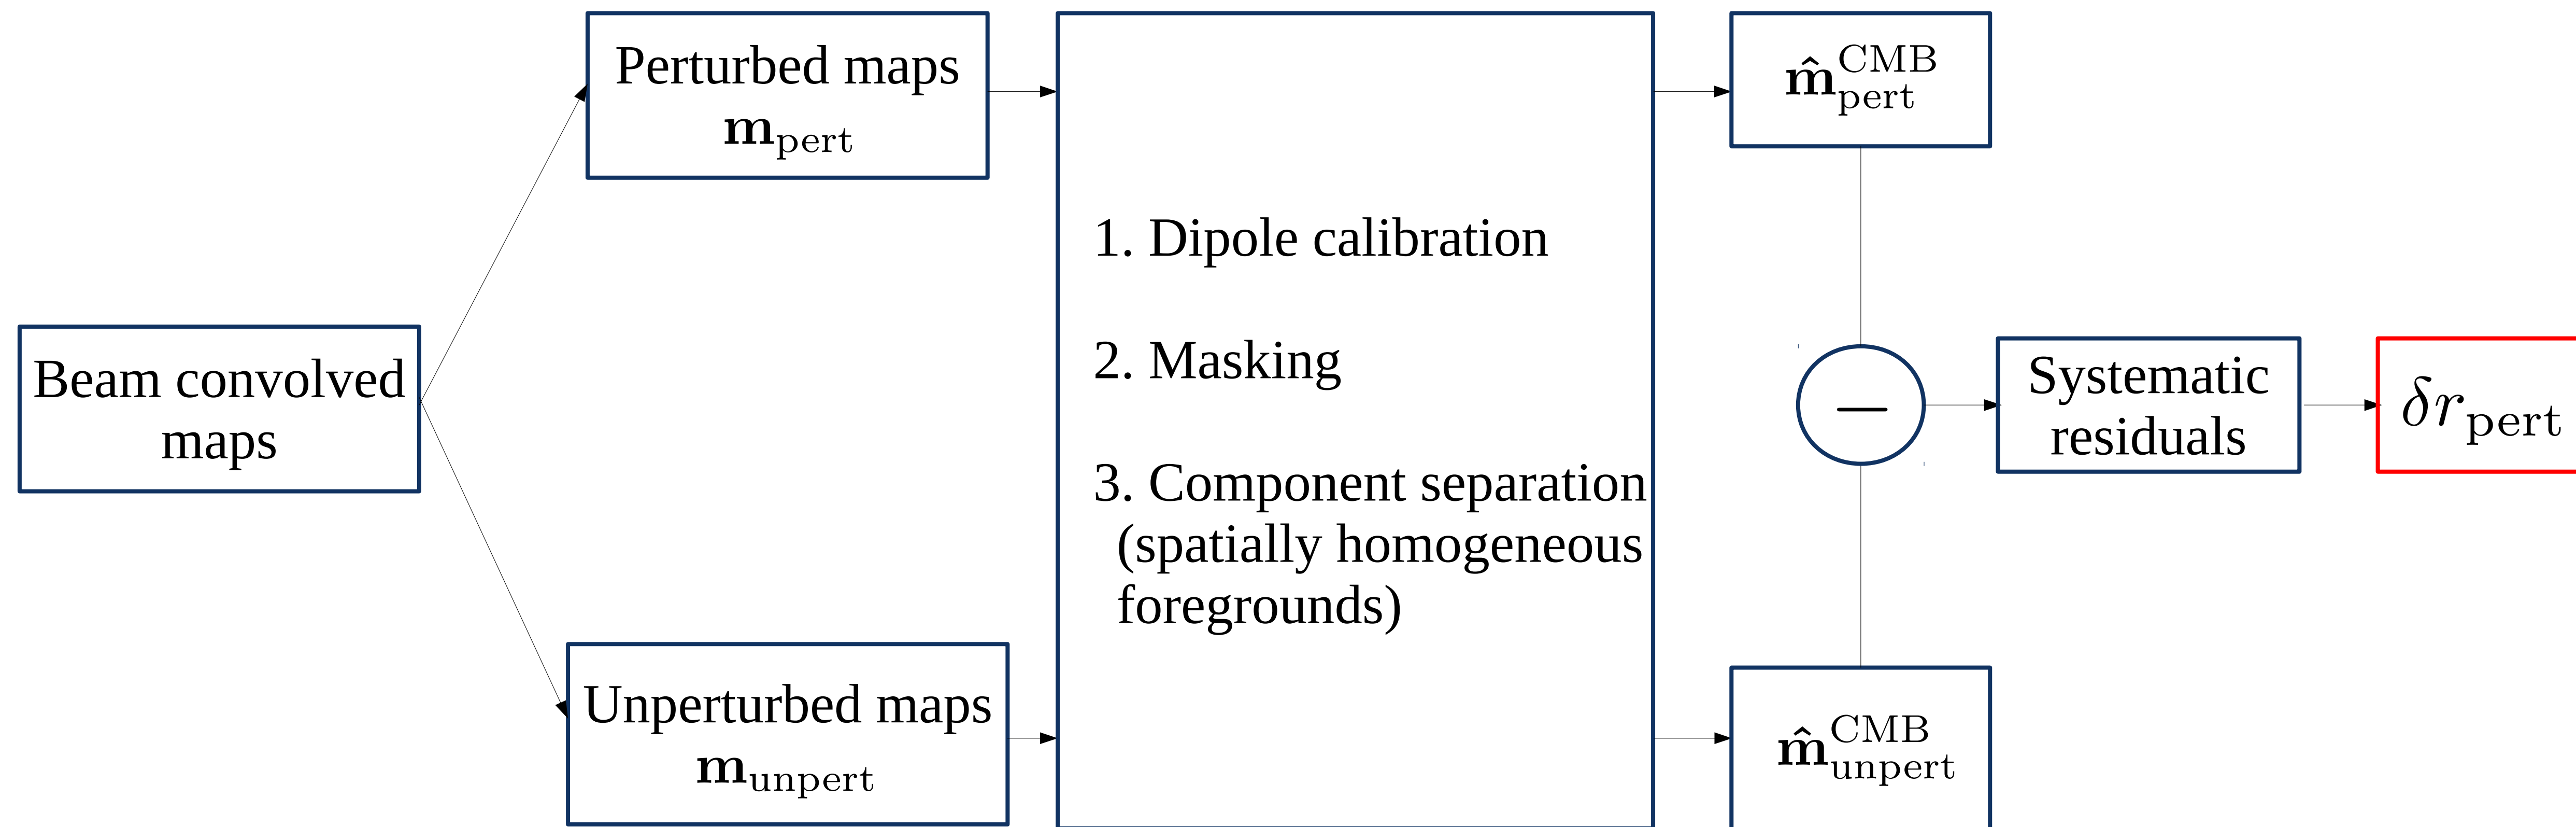 Perturbed maps
m_pert
Beam convolved
maps
Unperturbed maps
m_unpert
1. Dipole calibration
2. Masking
3. Component separation
(spatially homogeneous
foregrounds)
m̂^CMB_pert
−
m̂^CMB_unpert
Systematic
residuals
δr_pert